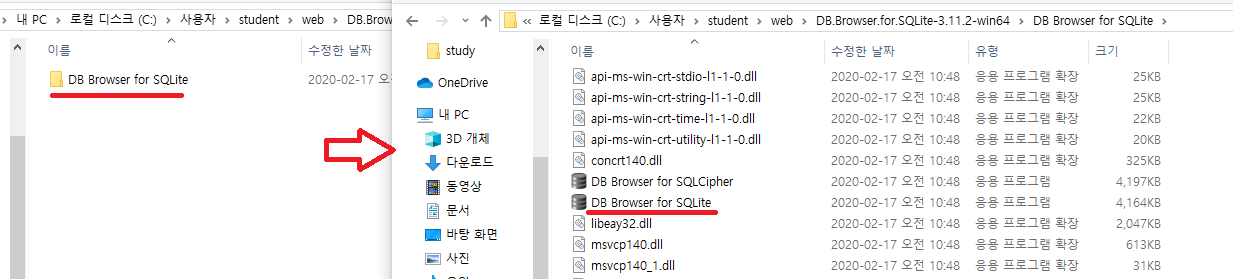 내 PC > 로컬 디스크 (C:) > 사용자 > student > web > DB.Brows
이름
수정한 날짜
DB Browser for SQLite
2020-02-17 오전
« 로컬 디스크 (C:) > 사용자 > student > web > DB.Browser.for.SQLite-3.11.2-win64 > DB Browser for SQLite >
study
OneDrive
내 PC
3D 개체
다운로드
동영상
문서
바탕 화면
사진
이름 수정한 날짜 유형 크기
api-ms-win-crt-stdio-l1-1-0.dll 2020-02-17 오전 10:48 응용 프로그램 확장 25KB
api-ms-win-crt-string-l1-1-0.dll 2020-02-17 오전 10:48 응용 프로그램 확장 25KB
api-ms-win-crt-time-l1-1-0.dll 2020-02-17 오전 10:48 응용 프로그램 확장 22KB
api-ms-win-crt-utility-l1-1-0.dll 2020-02-17 오전 10:48 응용 프로그램 확장 20KB
concrt140.dll 2020-02-17 오전 10:48 응용 프로그램 확장 325KB
DB Browser for SQLCipher 2020-02-17 오전 10:48 응용 프로그램 4,197KB
DB Browser for SQLite 2020-02-17 오전 10:48 응용 프로그램 4,164KB
libeay32.dll 2020-02-17 오전 10:48 응용 프로그램 확장 2,047KB
msvcp140.dll 2020-02-17 오전 10:48 응용 프로그램 확장 613KB
msvcp140_1.dll 2020-02-17 오전 10:48 응용 프로그램 확장 31KB